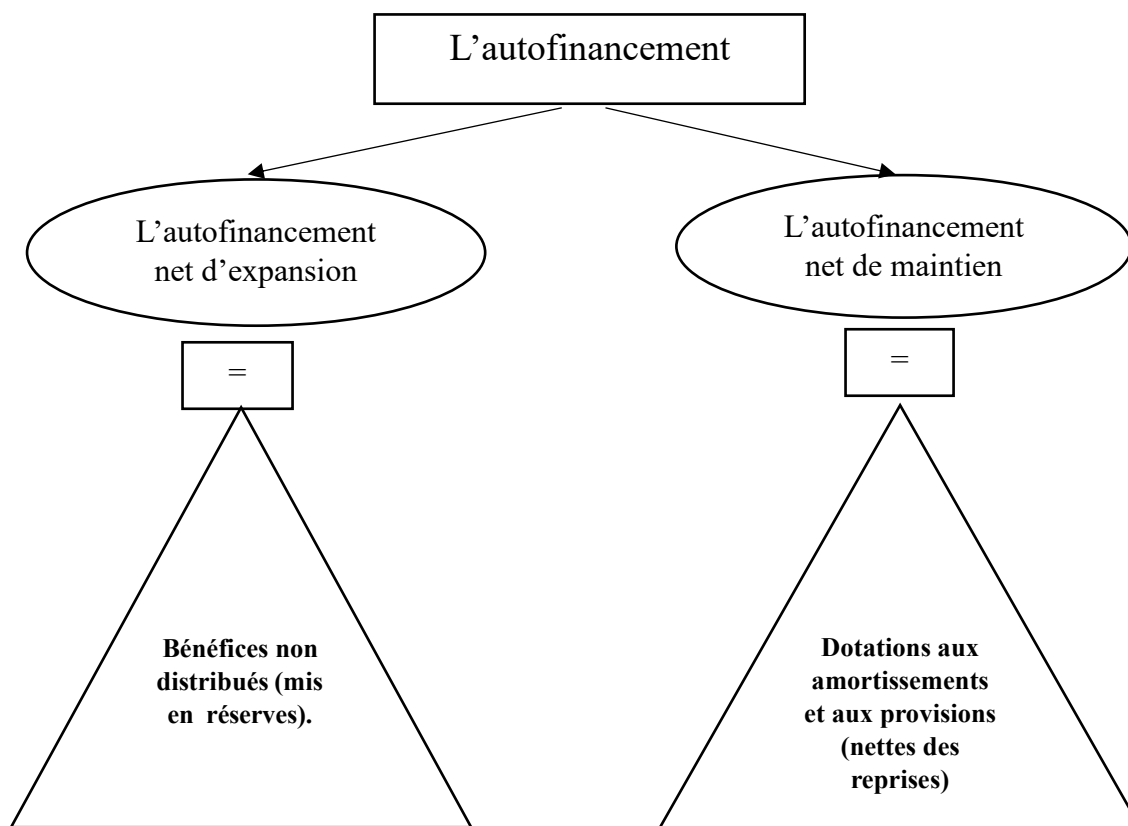 L’autofinancement
L’autofinancement
net d’expansion
L’autofinancement
net de maintien
=
=
Bénéfices non
distribués (mis
en  réserves).
Dotations aux
amortissements
et aux provisions
(nettes des
reprises)